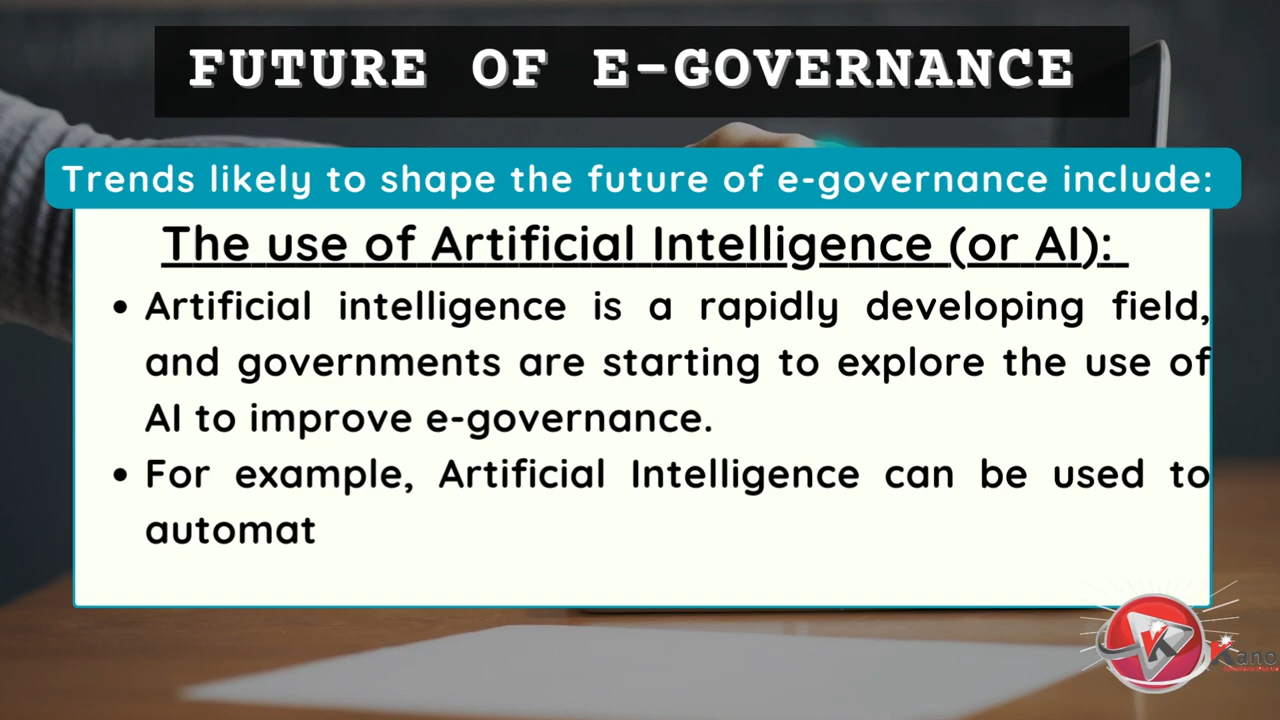 FUTURE OF E-GOVERNANCE
Trends likely to shape the future of e-governance include:
The use of Artificial Intelligence (or AI):
• Artificial intelligence is a rapidly developing field,
and governments are starting to explore the use of
AI to improve e-governance.
• For example, Artificial Intelligence can be used to
automat
Kano